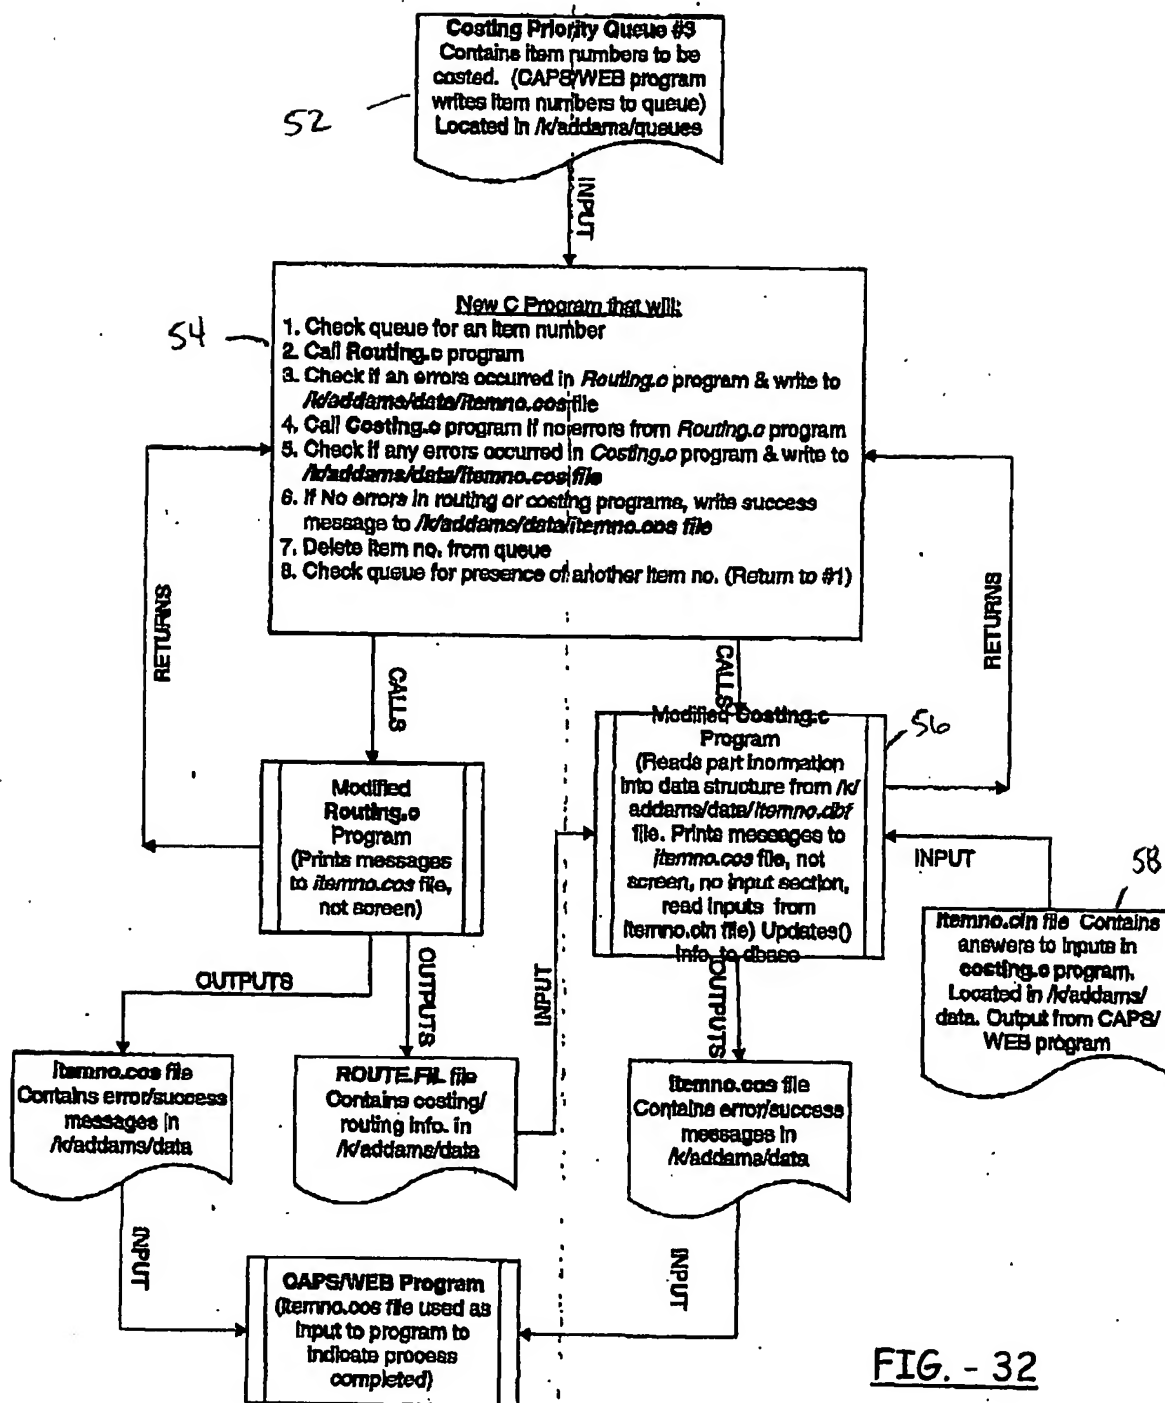 Costing Priority Queue #3
Contains item numbers to be
costed. (CAPS/WEB program
writes item numbers to queue)
Located in /k/addams/queues
52
INPUT
New C Program that will:
54
1. Check queue for an item number
2. Call Routing.c program
3. Check if an errors occurred in Routing.c program & write to
/k/addams/data/itemno.cos file
4. Call Costing.c program if no errors from Routing.c program
5. Check if any errors occurred in Costing.c program & write to
/k/addams/data/itemno.cos file
6. If No errors in routing or costing programs, write success
message to /k/addams/data/itemno.cos file
7. Delete item no. from queue
8. Check queue for presence of another item no. (Return to #1)
RETURNS
CALLS
CALLS
RETURNS
Modified
Routing.c
Program
(Prints messages
to itemno.cos file,
not screen)
Modified Costing.c
Program
(Reads part inormation
into data structure from /k/
addams/data/itemno.dbf
file. Prints messages to
itemno.cos file, not
screen, no input section,
read inputs from
itemno.cin file) Updates()
info. to dbase
56
INPUT
58
itemno.cin file Contains
answers to inputs in
costing.c program.
Located in /k/addams/
data. Output from CAPS/
WEB program
OUTPUTS
OUTPUTS
INPUT
OUTPUTS
itemno.cos file
Contains error/success
messages in
/k/addams/data
ROUTE.FIL file
Contains costing/
routing info. in
/k/addams/data
itemno.cos file
Contains error/success
messages in
/k/addams/data
INPUT
INPUT
CAPS/WEB Program
(itemno.cos file used as
input to program to
indicate process
completed)
FIG. - 32